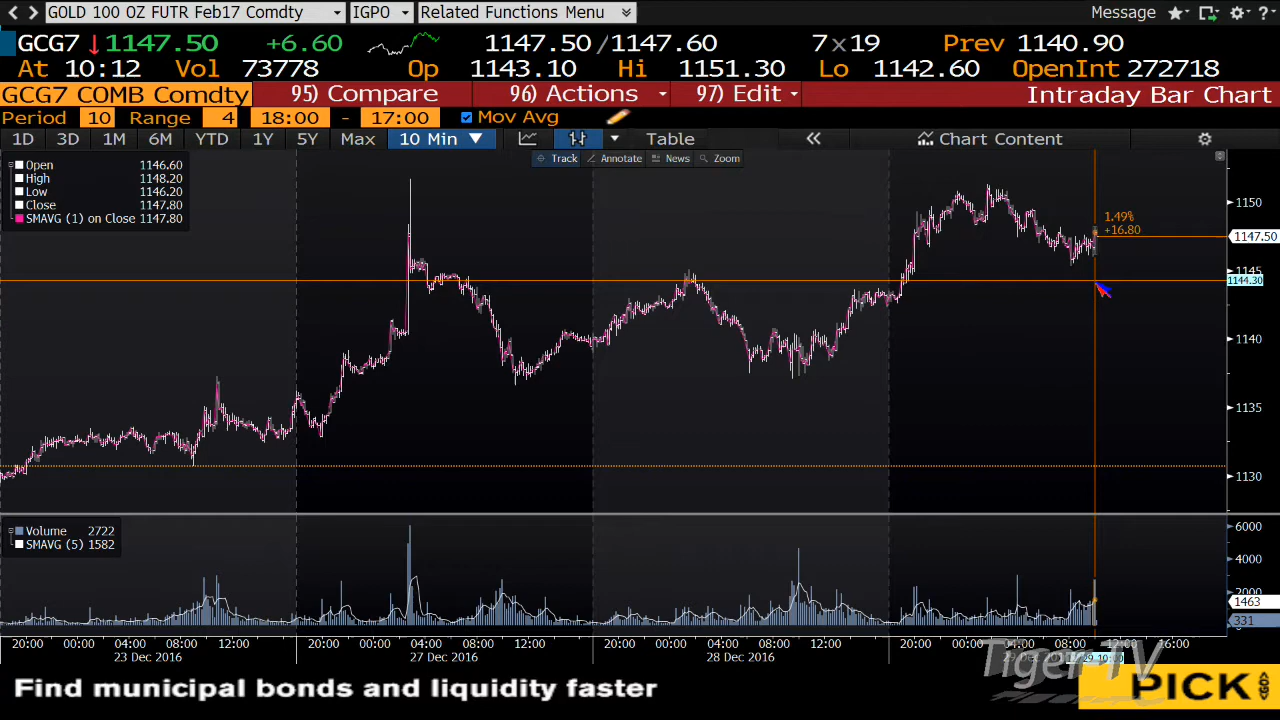 GOLD 100 OZ FUTR Feb17 Comdty IGPO Related Functions Menu Message ?
GCG7 ↓1147.50 +6.60 1147.50/1147.60 7x19 Prev 1140.90
At 10:12 Vol 73778 Op 1143.10 Hi 1151.30 Lo 1142.60 OpenInt 272718
GCG7 COMB Comdty 95) Compare 96) Actions 97) Edit Intraday Bar Chart
Period 10 Range 4 18:00 - 17:00 Mov Avg
1D 3D 1M 6M YTD 1Y 5Y Max 10 Min ▼ Table « Chart Content
Track Annotate News Zoom
Open 1146.60
High 1148.20
Low 1146.20
Close 1147.80
SMAVG (1) on Close 1147.80
1.49%
+16.80
1150
1147.50
1145
1144.30
1140
1135
1130
Volume 2722
SMAVG (5) 1582
6000
4000
2000
1463
331
0
20:00 00:00 04:00 08:00 12:00 20:00 00:00 04:00 08:00 12:00 20:00 00:00 04:00 08:00 12:00 20:00 00:00 04:00 08:00 12:00 16:00
23 Dec 2016 27 Dec 2016 28 Dec 2016
Tiger TV
Find municipal bonds and liquidity faster
PICK GO